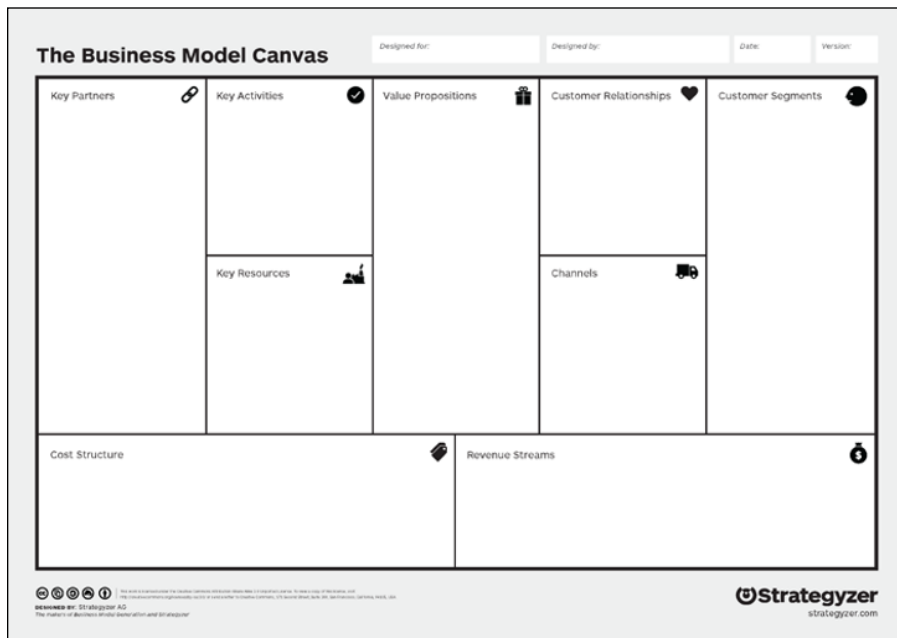 The Business Model Canvas
Designed for:
Designed by:
Date:
Version:
Key Partners
Key Activities
Value Propositions
Customer Relationships
Customer Segments
Key Resources
Channels
Cost Structure
Revenue Streams
DESIGNED BY: Strategyzer AG
The makers of Business Model Generation and Strategyzer
Strategyzer
strategyzer.com